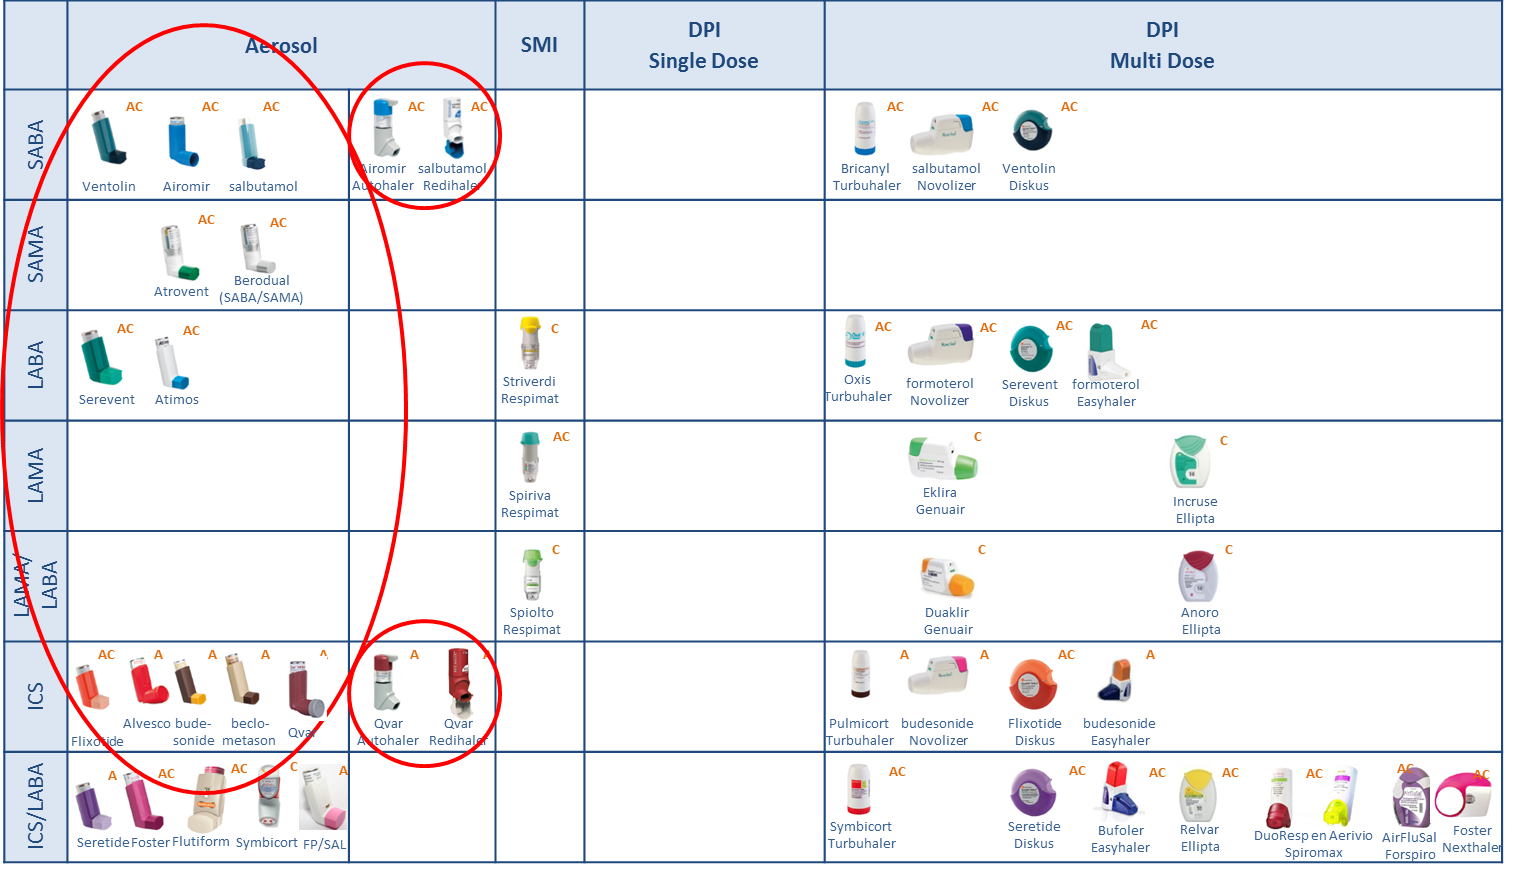 Aerosol
SMI
DPI
Single Dose
DPI
Multi Dose
SABA
AC
AC
AC
AC
AC
AC
AC
AC
Ventolin
Airomir
salbutamol
Airomir
Autohaler
salbutamol
Redihaler
Bricanyl
Turbuhaler
salbutamol
Novolizer
Ventolin
Diskus
SAMA
AC
AC
Atrovent
Berodual
(SABA/SAMA)
LABA
AC
AC
C
AC
AC
AC
AC
Serevent
Atimos
Striverdi
Respimat
Oxis
Turbuhaler
formoterol
Novolizer
Serevent
Diskus
formoterol
Easyhaler
LAMA
AC
C
C
Spiriva
Respimat
Eklira
Genuair
Incruse
Ellipta
LAMA/
LABA
C
C
C
Spiolto
Respimat
Duaklir
Genuair
Anoro
Ellipta
ICS
AC
A
A
A
A
A
A
A
A
AC
A
Flixotide
Alvesco
bude-
sonide
beclo-
metason
Qvar
Qvar
Autohaler
Qvar
Redihaler
Pulmicort
Turbuhaler
budesonide
Novolizer
Flixotide
Diskus
budesonide
Easyhaler
ICS/LABA
A
AC
AC
C
A
AC
AC
AC
AC
AC
AC
AC
Seretide
Foster
Flutiform
Symbicort
FP/SAL
Symbicort
Turbuhaler
Seretide
Diskus
Bufoler
Easyhaler
Relvar
Ellipta
DuoResp en Aerivio
Spiromax
AirFluSal
Forspiro
Foster
Nexthaler